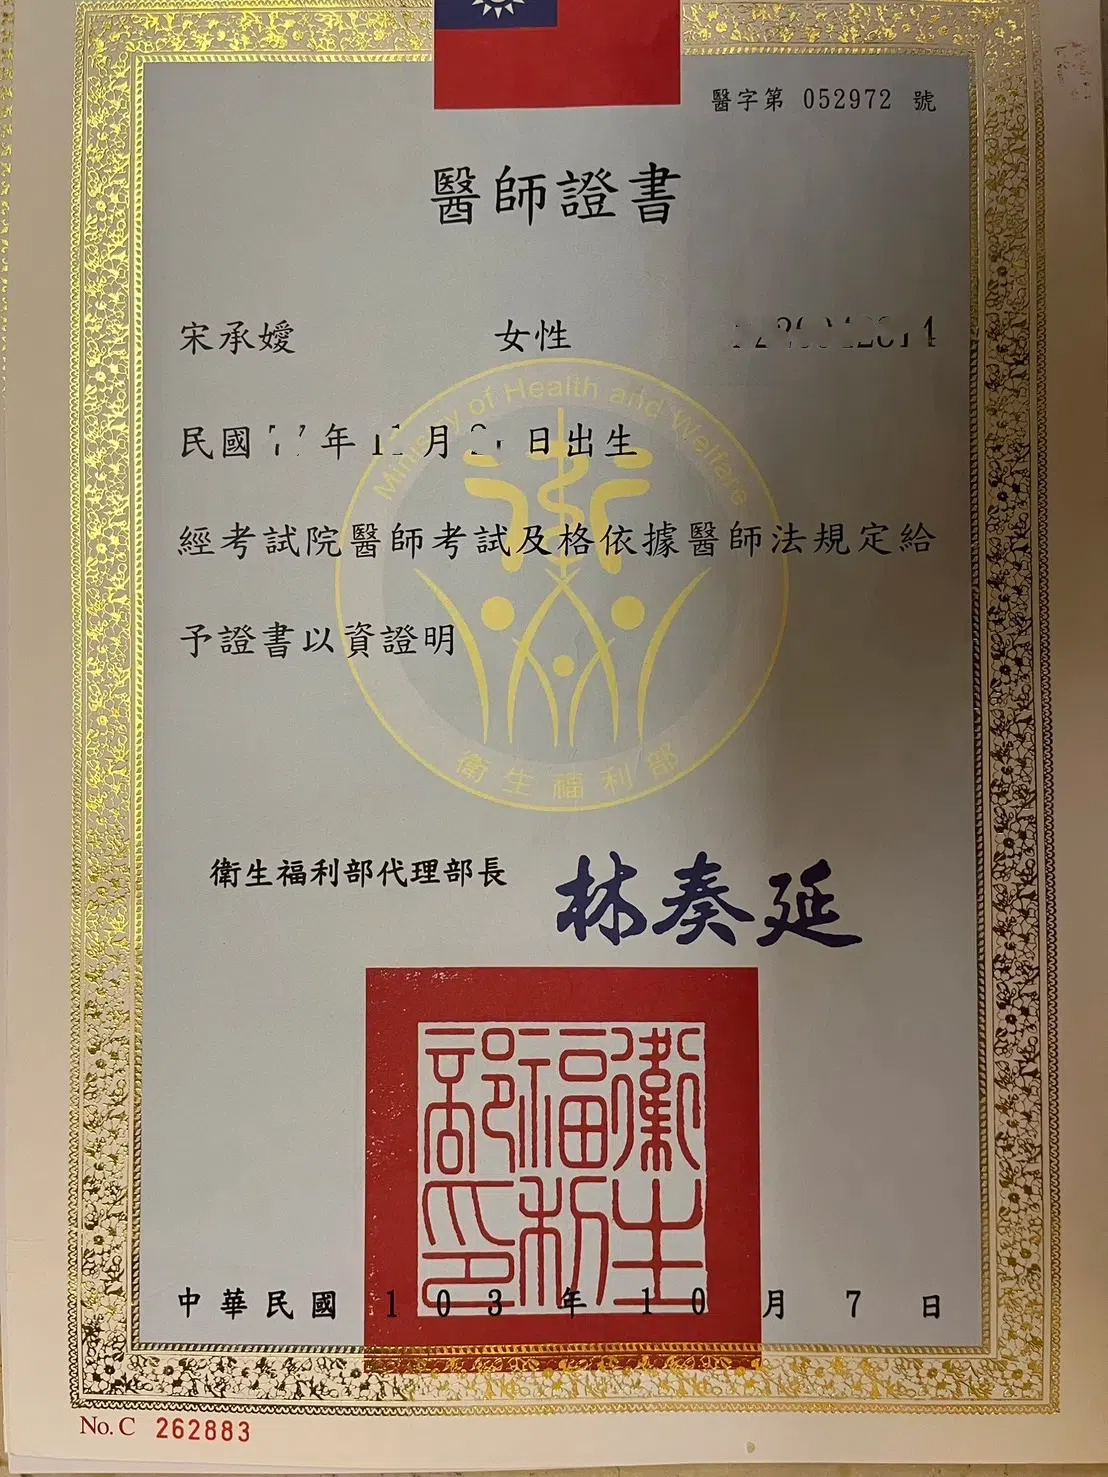 醫字第 052972 號
醫師證書
宋承嬡 女性
民國 年 月 日出生
經考試院醫師考試及格依據醫師法規定給
予證書以資證明
Ministry of Health and Welfare
衛生福利部
衛生福利部代理部長 林奏延
衛生福利部印
中華民國 103 年 10 月 7 日
No. C 262883